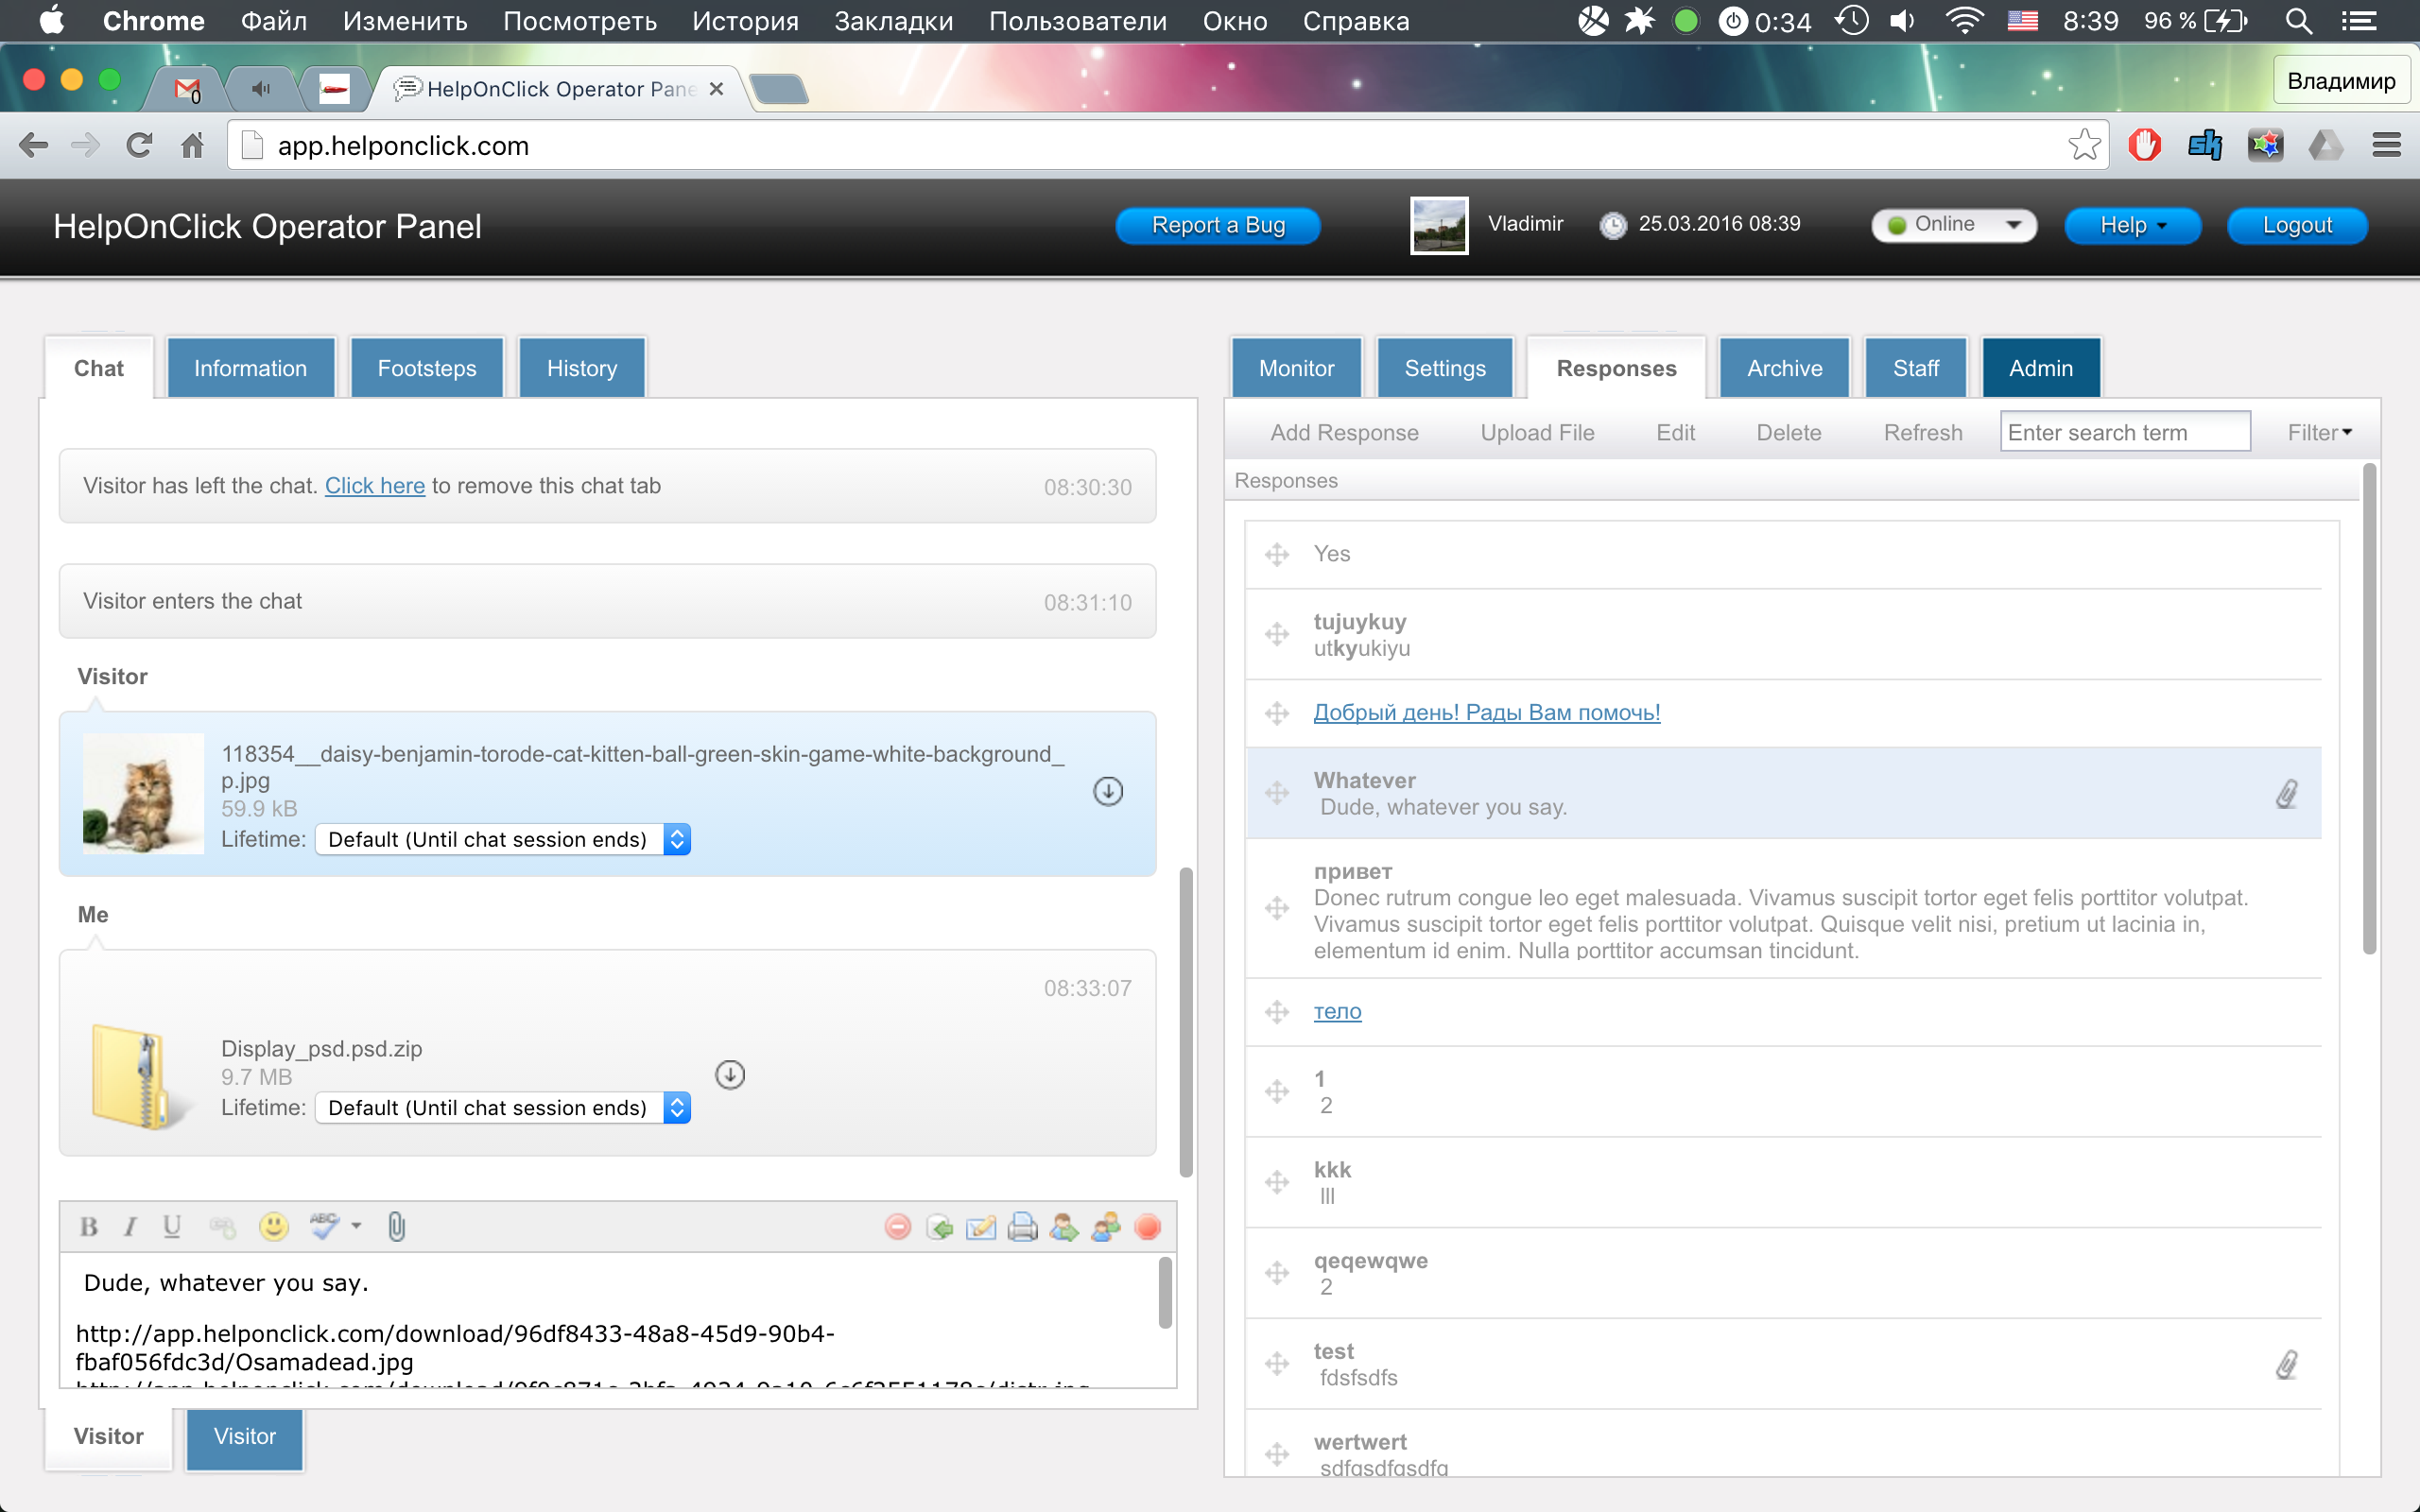 Chrome Файл Изменить Посмотреть История Закладки Пользователи Окно Справка 0:34 8:39 96 %
0 HelpOnClick Operator Pane Владимир
app.helponclick.com
HelpOnClick Operator Panel Report a Bug Vladimir 25.03.2016 08:39 Online Help Logout
Chat Information Footsteps History
Visitor has left the chat. Click here to remove this chat tab 08:30:30
Visitor enters the chat 08:31:10
Visitor
118354__daisy-benjamin-torode-cat-kitten-ball-green-skin-game-white-background_
p.jpg
59.9 kB
Lifetime: Default (Until chat session ends)
Me
08:33:07
Display_psd.psd.zip
9.7 MB
Lifetime: Default (Until chat session ends)
B I U ABC
Dude, whatever you say.
http://app.helponclick.com/download/96df8433-48a8-45d9-90b4-
fbaf056fdc3d/Osamadead.jpg
Visitor Visitor
Monitor Settings Responses Archive Staff Admin
Add Response Upload File Edit Delete Refresh Enter search term Filter
Responses
Yes
tujuykuy
utkyukiyu
Добрый день! Рады Вам помочь!
Whatever
Dude, whatever you say.
привет
Donec rutrum congue leo eget malesuada. Vivamus suscipit tortor eget felis porttitor volutpat.
Vivamus suscipit tortor eget felis porttitor volutpat. Quisque velit nisi, pretium ut lacinia in,
elementum id enim. Nulla porttitor accumsan tincidunt.
тело
1
2
kkk
lll
qeqewqwe
2
test
fdsfsdfs
wertwert
sdfgsdfgsdfg